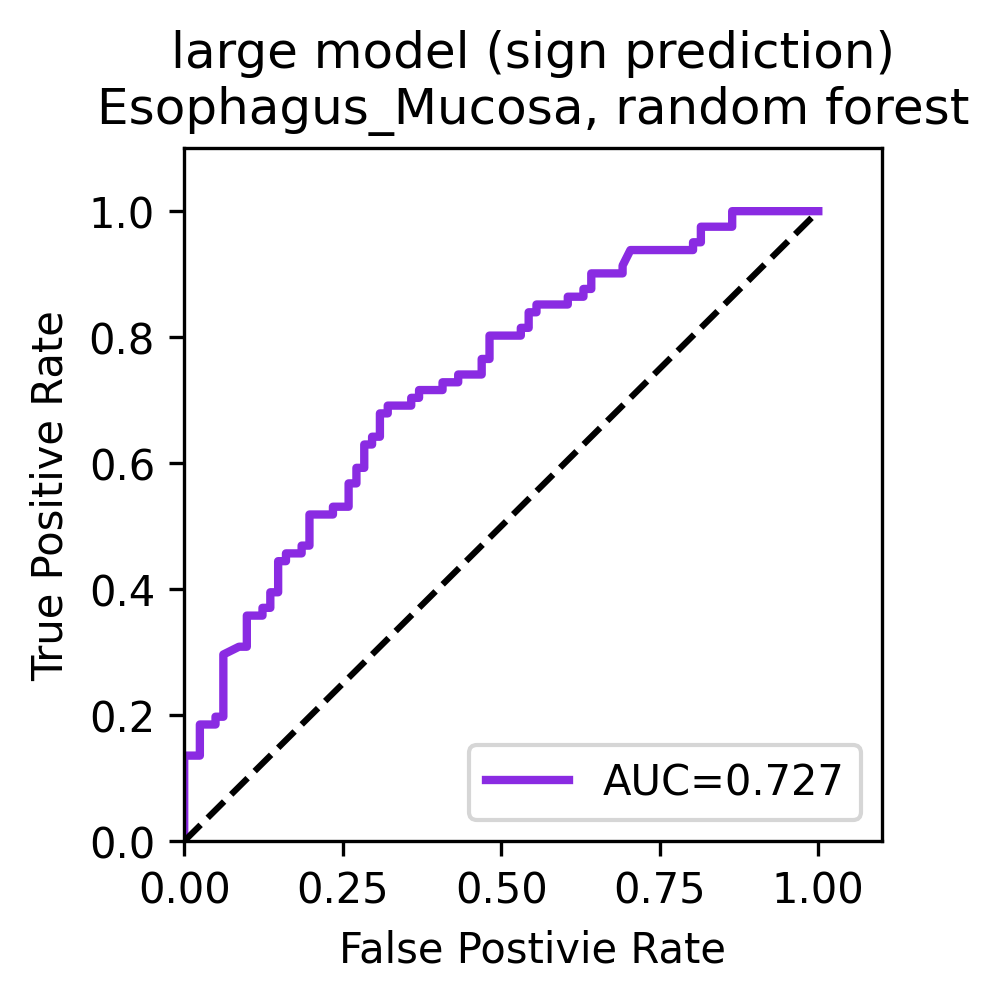 large model (sign prediction)
Esophagus_Mucosa, random forest
True Positive Rate
1.0
0.8
0.6
0.4
0.2
0.0
AUC=0.727
0.00 0.25 0.50 0.75 1.00
False Postivie Rate